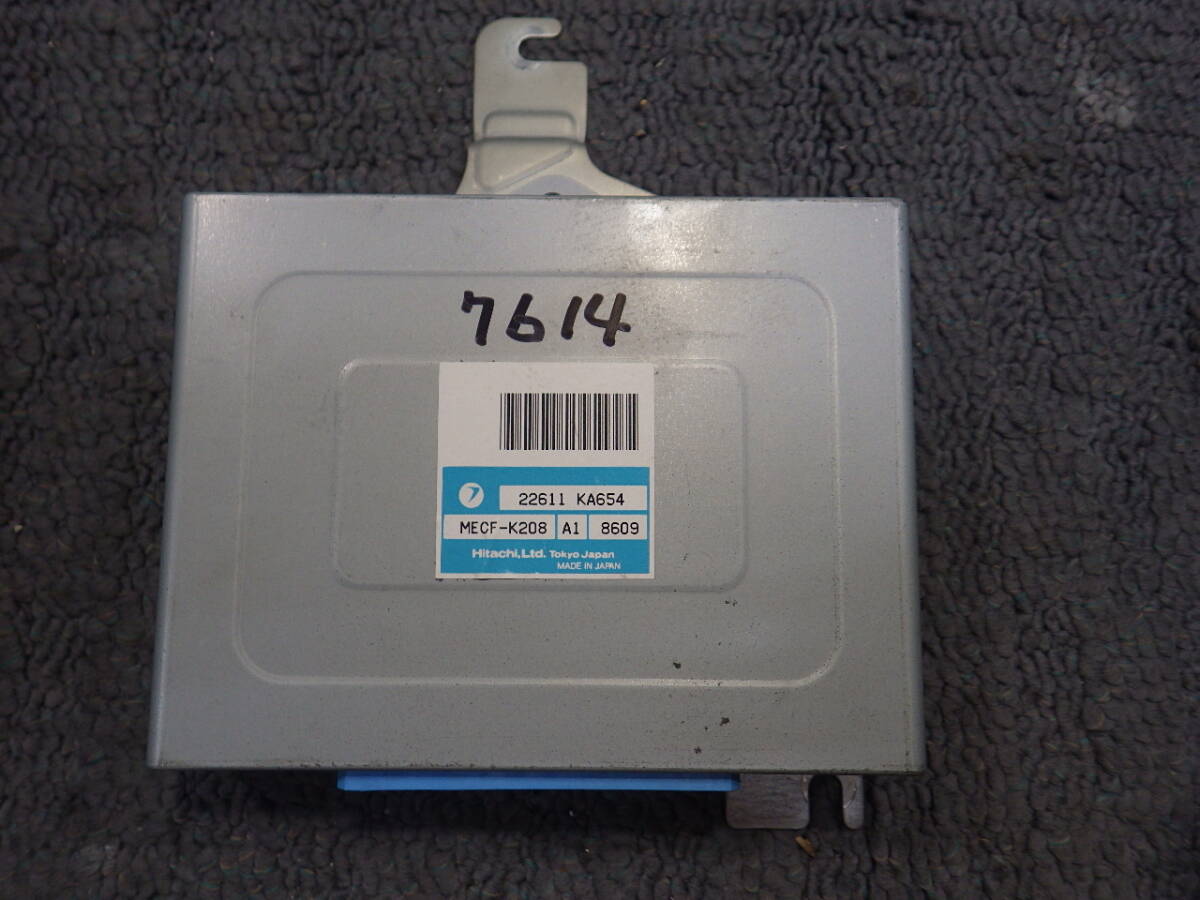 7614
22611 KA654
MECF-K208 A1 8609
Hitachi,Ltd. Tokyo Japan
MADE IN JAPAN